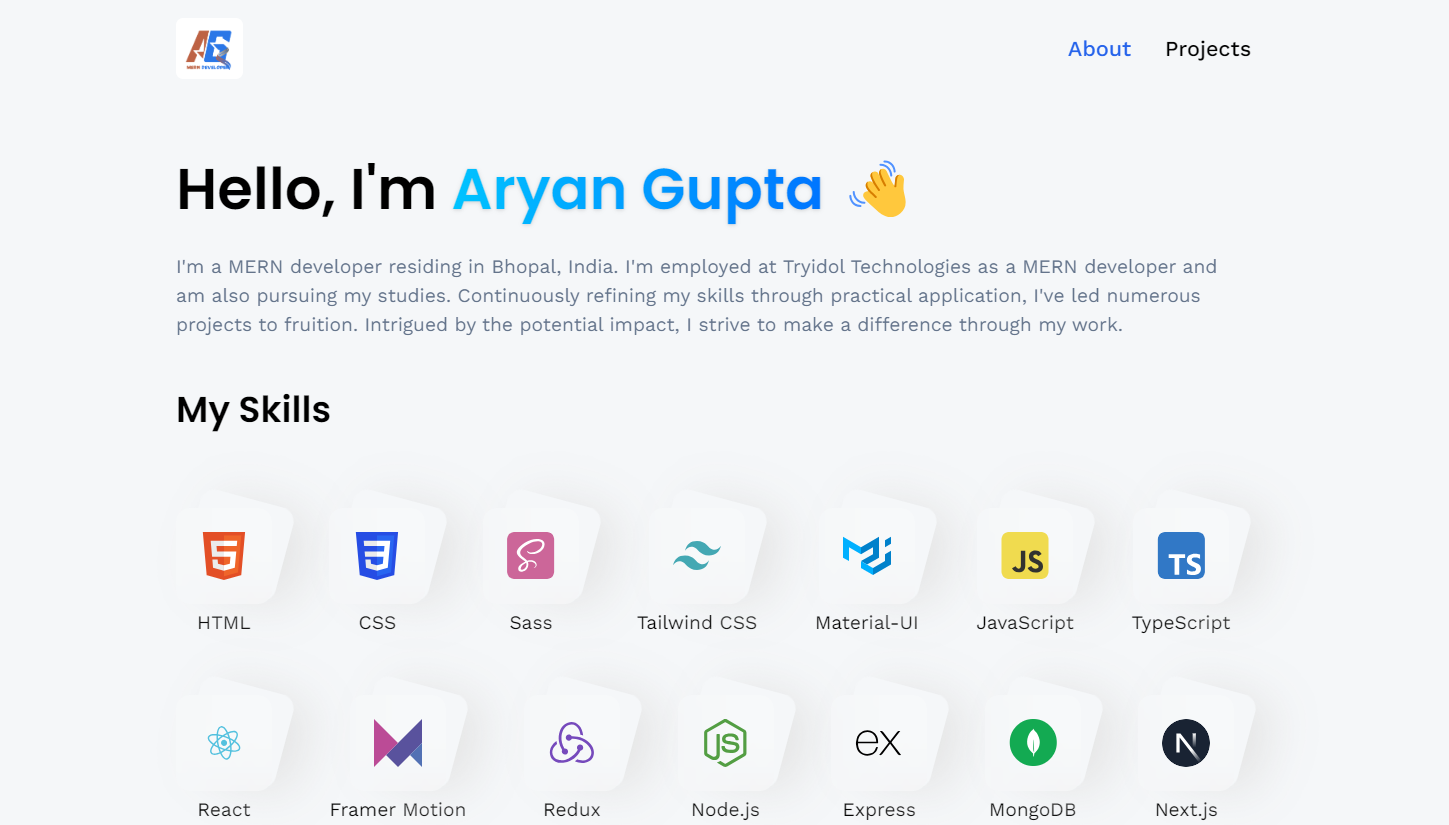 AG
MERN DEVELOPER
About Projects
Hello, I'm Aryan Gupta
I'm a MERN developer residing in Bhopal, India. I'm employed at Tryidol Technologies as a MERN developer and
am also pursuing my studies. Continuously refining my skills through practical application, I've led numerous
projects to fruition. Intrigued by the potential impact, I strive to make a difference through my work.
My Skills
5 3 JS TS
HTML CSS Sass Tailwind CSS Material-UI JavaScript TypeScript
JS ex N
React Framer Motion Redux Node.js Express MongoDB Next.js